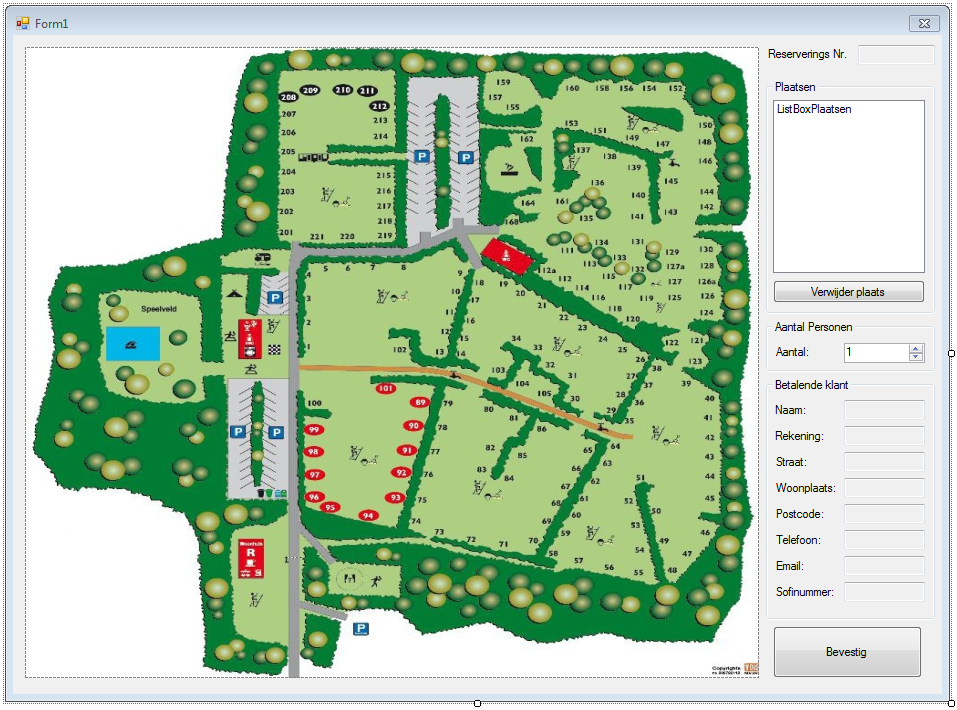 Form1
Reserverings Nr.
Plaatsen
ListBoxPlaatsen
Verwijder plaats
Aantal Personen
Aantal:
1
Betalende klant
Naam:
Rekening:
Straat:
Woonplaats:
Postcode:
Telefoon:
Email:
Sofinummer:
Bevestig
208 209 210 211 212
207 213
206 214
205
204 215
203 216
217
202 218
201 221 220 219
P P
159
157
155
160 158 156 154 152
153 151 150
149 147 148
162
137 138 139 146
145
136 144
164 161 140 143 142
135 141
168
134 131 130
111 129
113 133 128
112a 132 127a
112 115 127
114 126a
116 119 125 126
118 124
120
122 121 123
4 5 6 7 8 9
3
2
1
10 18 19 20
17 21
11 16 22 23
12 15 24
102 13 14 25
34
33 26
32 27 38
103 31 37 39
104 28
105 30 36 40
29 35 41
Speelveld
P
P P
101
100 89 79 80
99 90 78 81 86
98 91 77 82 85
97 92 76 83 84
96 93 75
95 94 74
73 72 71 70
64 42
65 63 43
66
67 62 51 44
68 61 52 50 45
69 60 53
59 54 49 46
58 47
57 56 55 48
Woonhuis
R
P
Copyrights